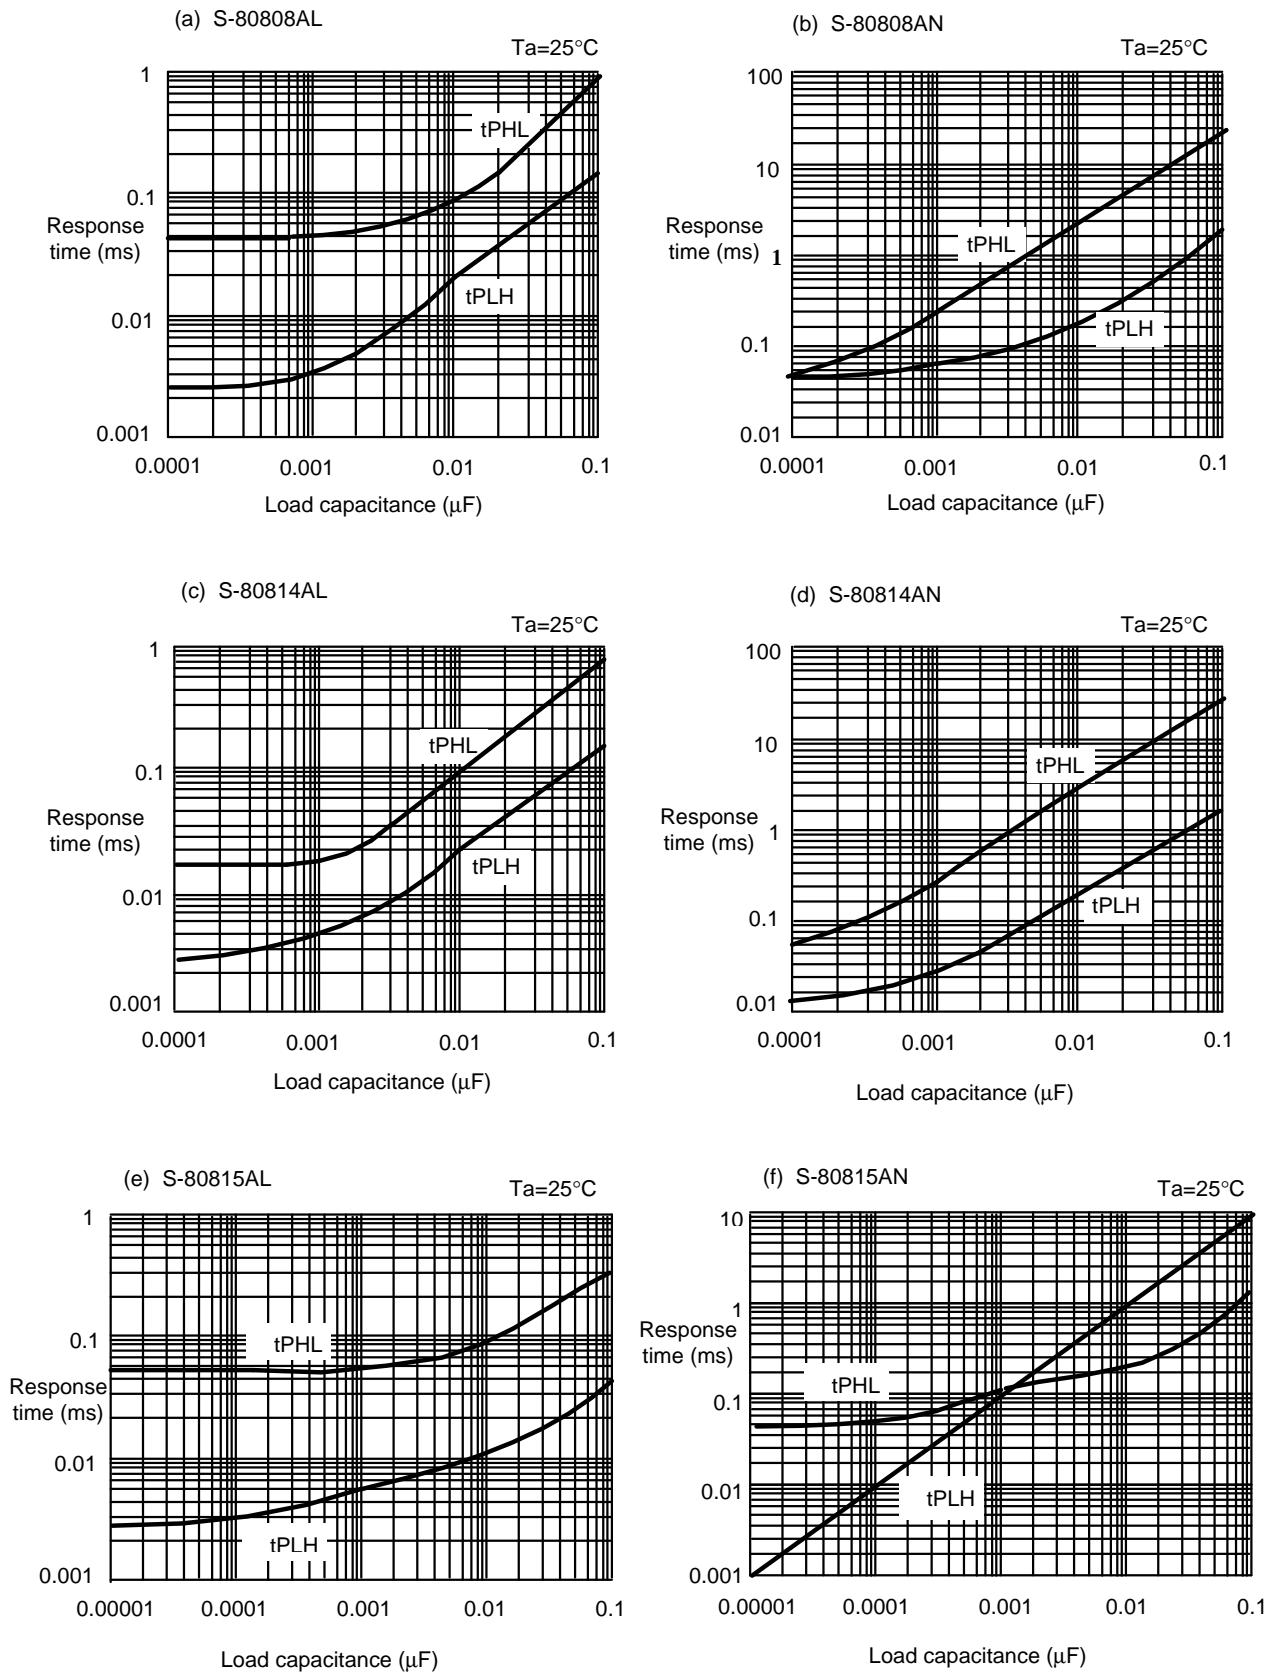 (a) S-80808AL
Ta=25°C
1
0.1
0.01
0.001
Response
time (ms)
tPHL
tPLH
0.0001 0.001 0.01 0.1
Load capacitance (μF)
(b) S-80808AN
Ta=25°C
100
10
1
0.1
0.01
Response
time (ms)
tPHL
tPLH
0.0001 0.001 0.01 0.1
Load capacitance (μF)
(c) S-80814AL
Ta=25°C
1
0.1
0.01
0.001
Response
time (ms)
tPHL
tPLH
0.0001 0.001 0.01 0.1
Load capacitance (μF)
(d) S-80814AN
Ta=25°C
100
10
1
0.1
0.01
Response
time (ms)
tPHL
tPLH
0.0001 0.001 0.01 0.1
Load capacitance (μF)
(e) S-80815AL
Ta=25°C
1
0.1
0.01
0.001
Response
time (ms)
tPHL
tPLH
0.00001 0.0001 0.001 0.01 0.1
Load capacitance (μF)
(f) S-80815AN
Ta=25°C
10
1
0.1
0.01
0.001
Response
time (ms)
tPHL
tPLH
0.00001 0.0001 0.001 0.01 0.1
Load capacitance (μF)